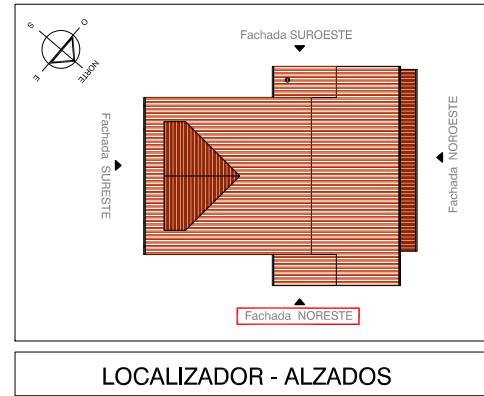 S
O
E
NORTE
Fachada SUROESTE
Fachada SURESTE
Fachada NOROESTE
Fachada NORESTE
LOCALIZADOR - ALZADOS